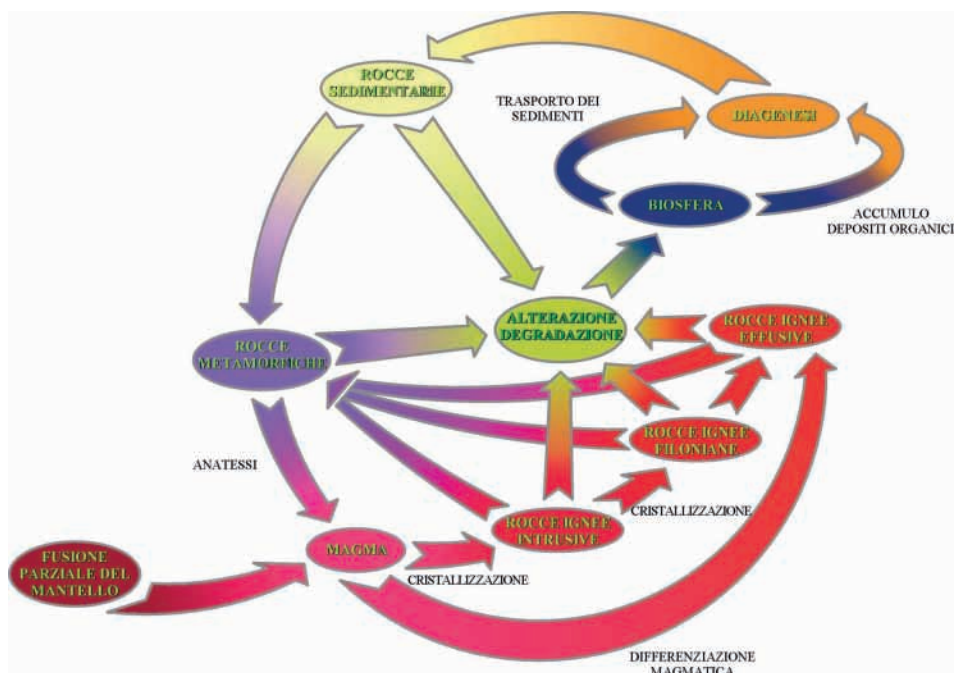 ROCCE
SEDIMENTARIE
TRASPORTO DEI
SEDIMENTI
DIAGENESI
BIOSFERA
ACCUMULO
DEPOSITI ORGANICI
ALTERAZIONE
DEGRADAZIONE
ROCCE IGNEE
EFFUSIVE
ROCCE
METAMORFICHE
ROCCE IGNEE
FILONIANE
ANATESSI
CRISTALLIZZAZIONE
ROCCE IGNEE
INTRUSIVE
MAGMA
CRISTALLIZZAZIONE
FUSIONE
PARZIALE DEL
MANTELLO
DIFFERENZIAZIONE
MAGMATICA